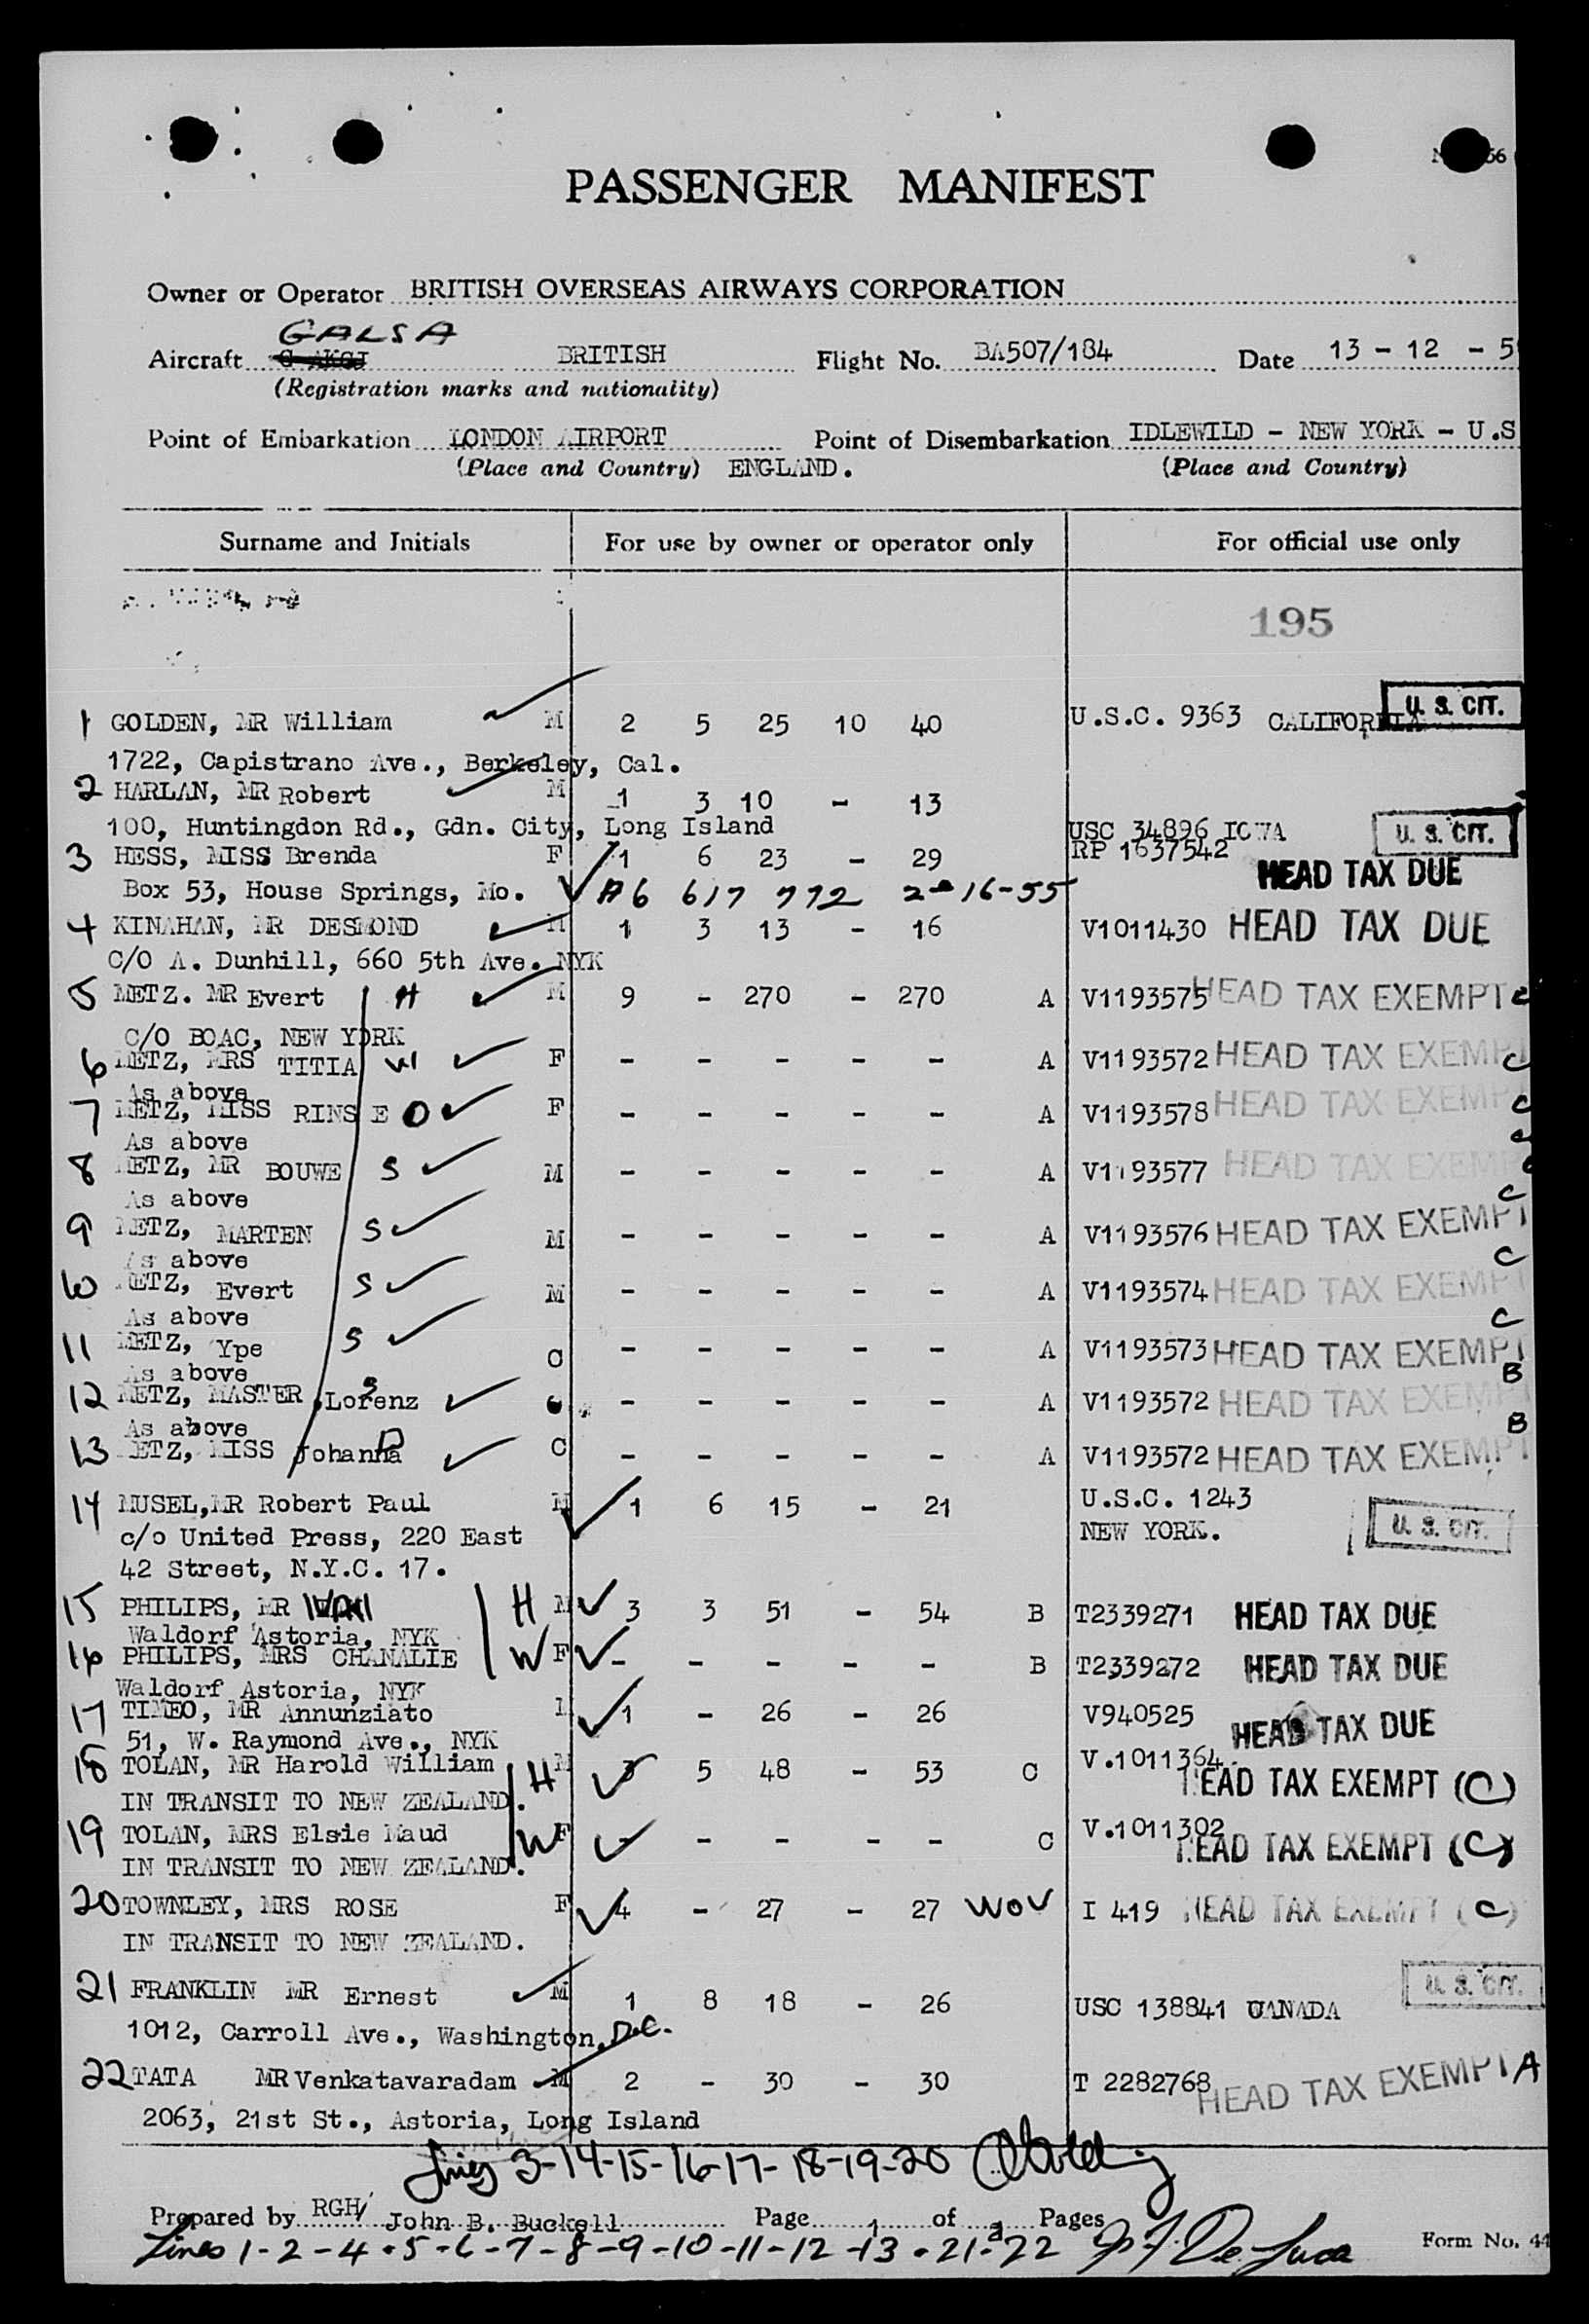 PASSENGER MANIFEST
Owner or Operator BRITISH OVERSEAS AIRWAYS CORPORATION
GALSA
Aircraft G-AKGJ BRITISH Flight No. BA507/184 Date 13 - 12 - 5
(Registration marks and nationality)
Point of Embarkation LONDON AIRPORT Point of Disembarkation IDLEWILD - NEW YORK - U.S
(Place and Country) ENGLAND. (Place and Country)
Surname and Initials For use by owner or operator only For official use only
195
1 GOLDEN, MR William M 2 5 25 10 40 U.S.C. 9363 CALIFORNIA U. S. CIT.
1722, Capistrano Ave., Berkeley, Cal.
2 HARLAN, MR Robert M 1 3 10 - 13
100, Huntingdon Rd., Gdn. City, Long Island USC 34896 IOWA U. S. CIT.
3 HESS, MISS Brenda F 1 6 23 - 29 RP 1637542
Box 53, House Springs, Mo. A6 617 772 2-16-55 HEAD TAX DUE
4 KINAHAN, MR DESMOND M 1 3 13 - 16 V1011430 HEAD TAX DUE
C/O A. Dunhill, 660 5th Ave. NYK
5 METZ. MR Evert H M 9 - 270 - 270 A V1193575 HEAD TAX EXEMPT C
C/O BOAC, NEW YORK
6 METZ, MRS TITIA W F - - - - - A V1193572 HEAD TAX EXEMPT C
As above
7 METZ, MISS RINSE D F - - - - - A V1193578 HEAD TAX EXEMPT C
As above
8 METZ, MR BOUWE S M - - - - - A V1193577 HEAD TAX EXEMPT C
As above
9 METZ, MARTEN S M - - - - - A V1193576 HEAD TAX EXEMPT C
As above
10 METZ, Evert S M - - - - - A V1193574 HEAD TAX EXEMPT C
As above
11 METZ, Ype S C - - - - - A V1193573 HEAD TAX EXEMPT C
As above
12 METZ, MASTER Lorenz S C - - - - - A V1193572 HEAD TAX EXEMPT B
As above
13 METZ, MISS Johanna D C - - - - - A V1193572 HEAD TAX EXEMPT B
14 MUSEL, MR Robert Paul M 1 6 15 - 21 U.S.C. 1243
c/o United Press, 220 East NEW YORK. U. S. CIT.
42 Street, N.Y.C. 17.
15 PHILIPS, MR H M 3 3 51 - 54 B T2339271 HEAD TAX DUE
Waldorf Astoria, NYK
16 PHILIPS, MRS CHANALIE W F - - - - - B T2339272 HEAD TAX DUE
Waldorf Astoria, NYK
17 TIMEO, MR Annunziato M 1 - 26 - 26 V940525 HEAD TAX DUE
51, W. Raymond Ave., NYK
18 TOLAN, MR Harold William H M 3 5 48 - 53 C V.1011364
IN TRANSIT TO NEW ZEALAND. HEAD TAX EXEMPT (C)
19 TOLAN, MRS Elsie Maud W F - - - - - C V.1011302
IN TRANSIT TO NEW ZEALAND. HEAD TAX EXEMPT (C)
20 TOWNLEY, MRS ROSE F 4 - 27 - 27 WOV I 419 HEAD TAX EXEMPT (C)
IN TRANSIT TO NEW ZEALAND.
21 FRANKLIN MR Ernest M 1 8 18 - 26 USC 138841 CANADA U. S. CIT.
1012, Carroll Ave., Washington, D.C.
22 TATA MR Venkatavaradam M 2 - 30 - 30 T 2282768 HEAD TAX EXEMPT A
2063, 21st St., Astoria, Long Island
Lines 3-14-15-16-17-18-19-20
Prepared by RGH/ John B. Buckell Page 1 of 2 Pages
Lines 1-2-4-5-6-7-8-9-10-11-12-13-21-22 De Luca Form No. 44